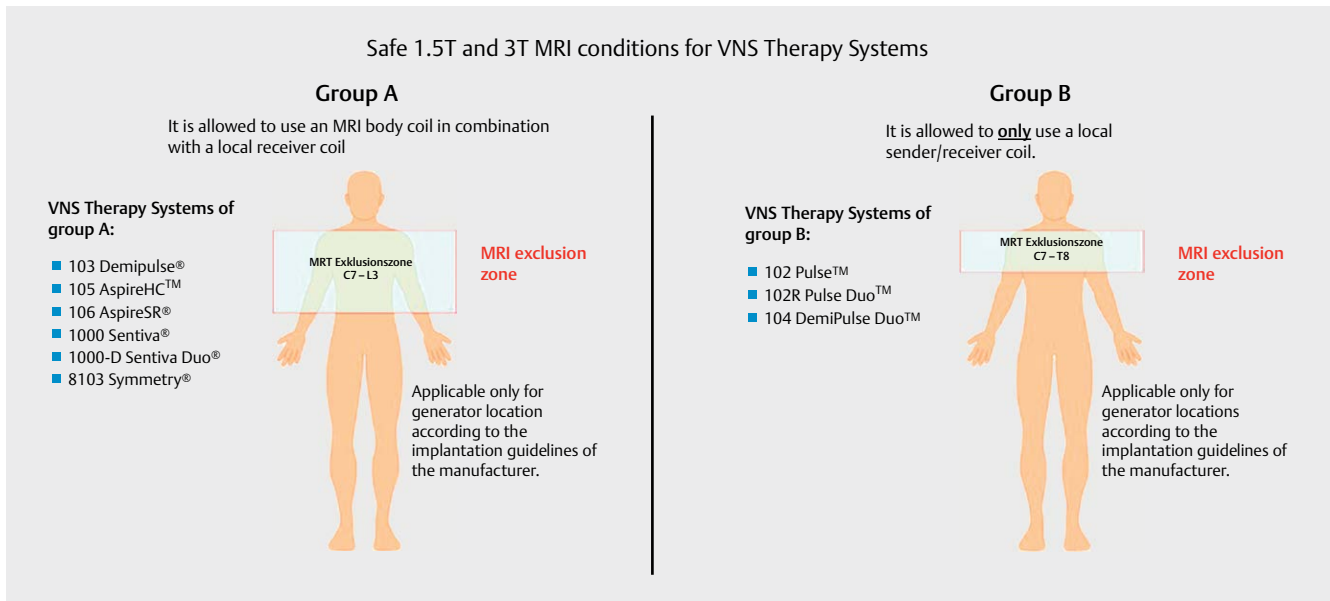 Safe 1.5T and 3T MRI conditions for VNS Therapy Systems
Group A
It is allowed to use an MRI body coil in combination
with a local receiver coil
VNS Therapy Systems of
group A:
103 Demipulse®
105 AspireHC™
106 AspireSR®
1000 Sentiva®
1000-D Sentiva Duo®
8103 Symmetry®
MRT Exklusionszone
C7 – L3
MRI exclusion
zone
Applicable only for
generator location
according to the
implantation guidelines of
the manufacturer.
Group B
It is allowed to only use a local
sender/receiver coil.
VNS Therapy Systems of
group B:
102 Pulse™
102R Pulse Duo™
104 DemiPulse Duo™
MRT Exklusionszone
C7 – T8
MRI exclusion
zone
Applicable only for
generator locations
according to the
implantation guidelines of
the manufacturer.